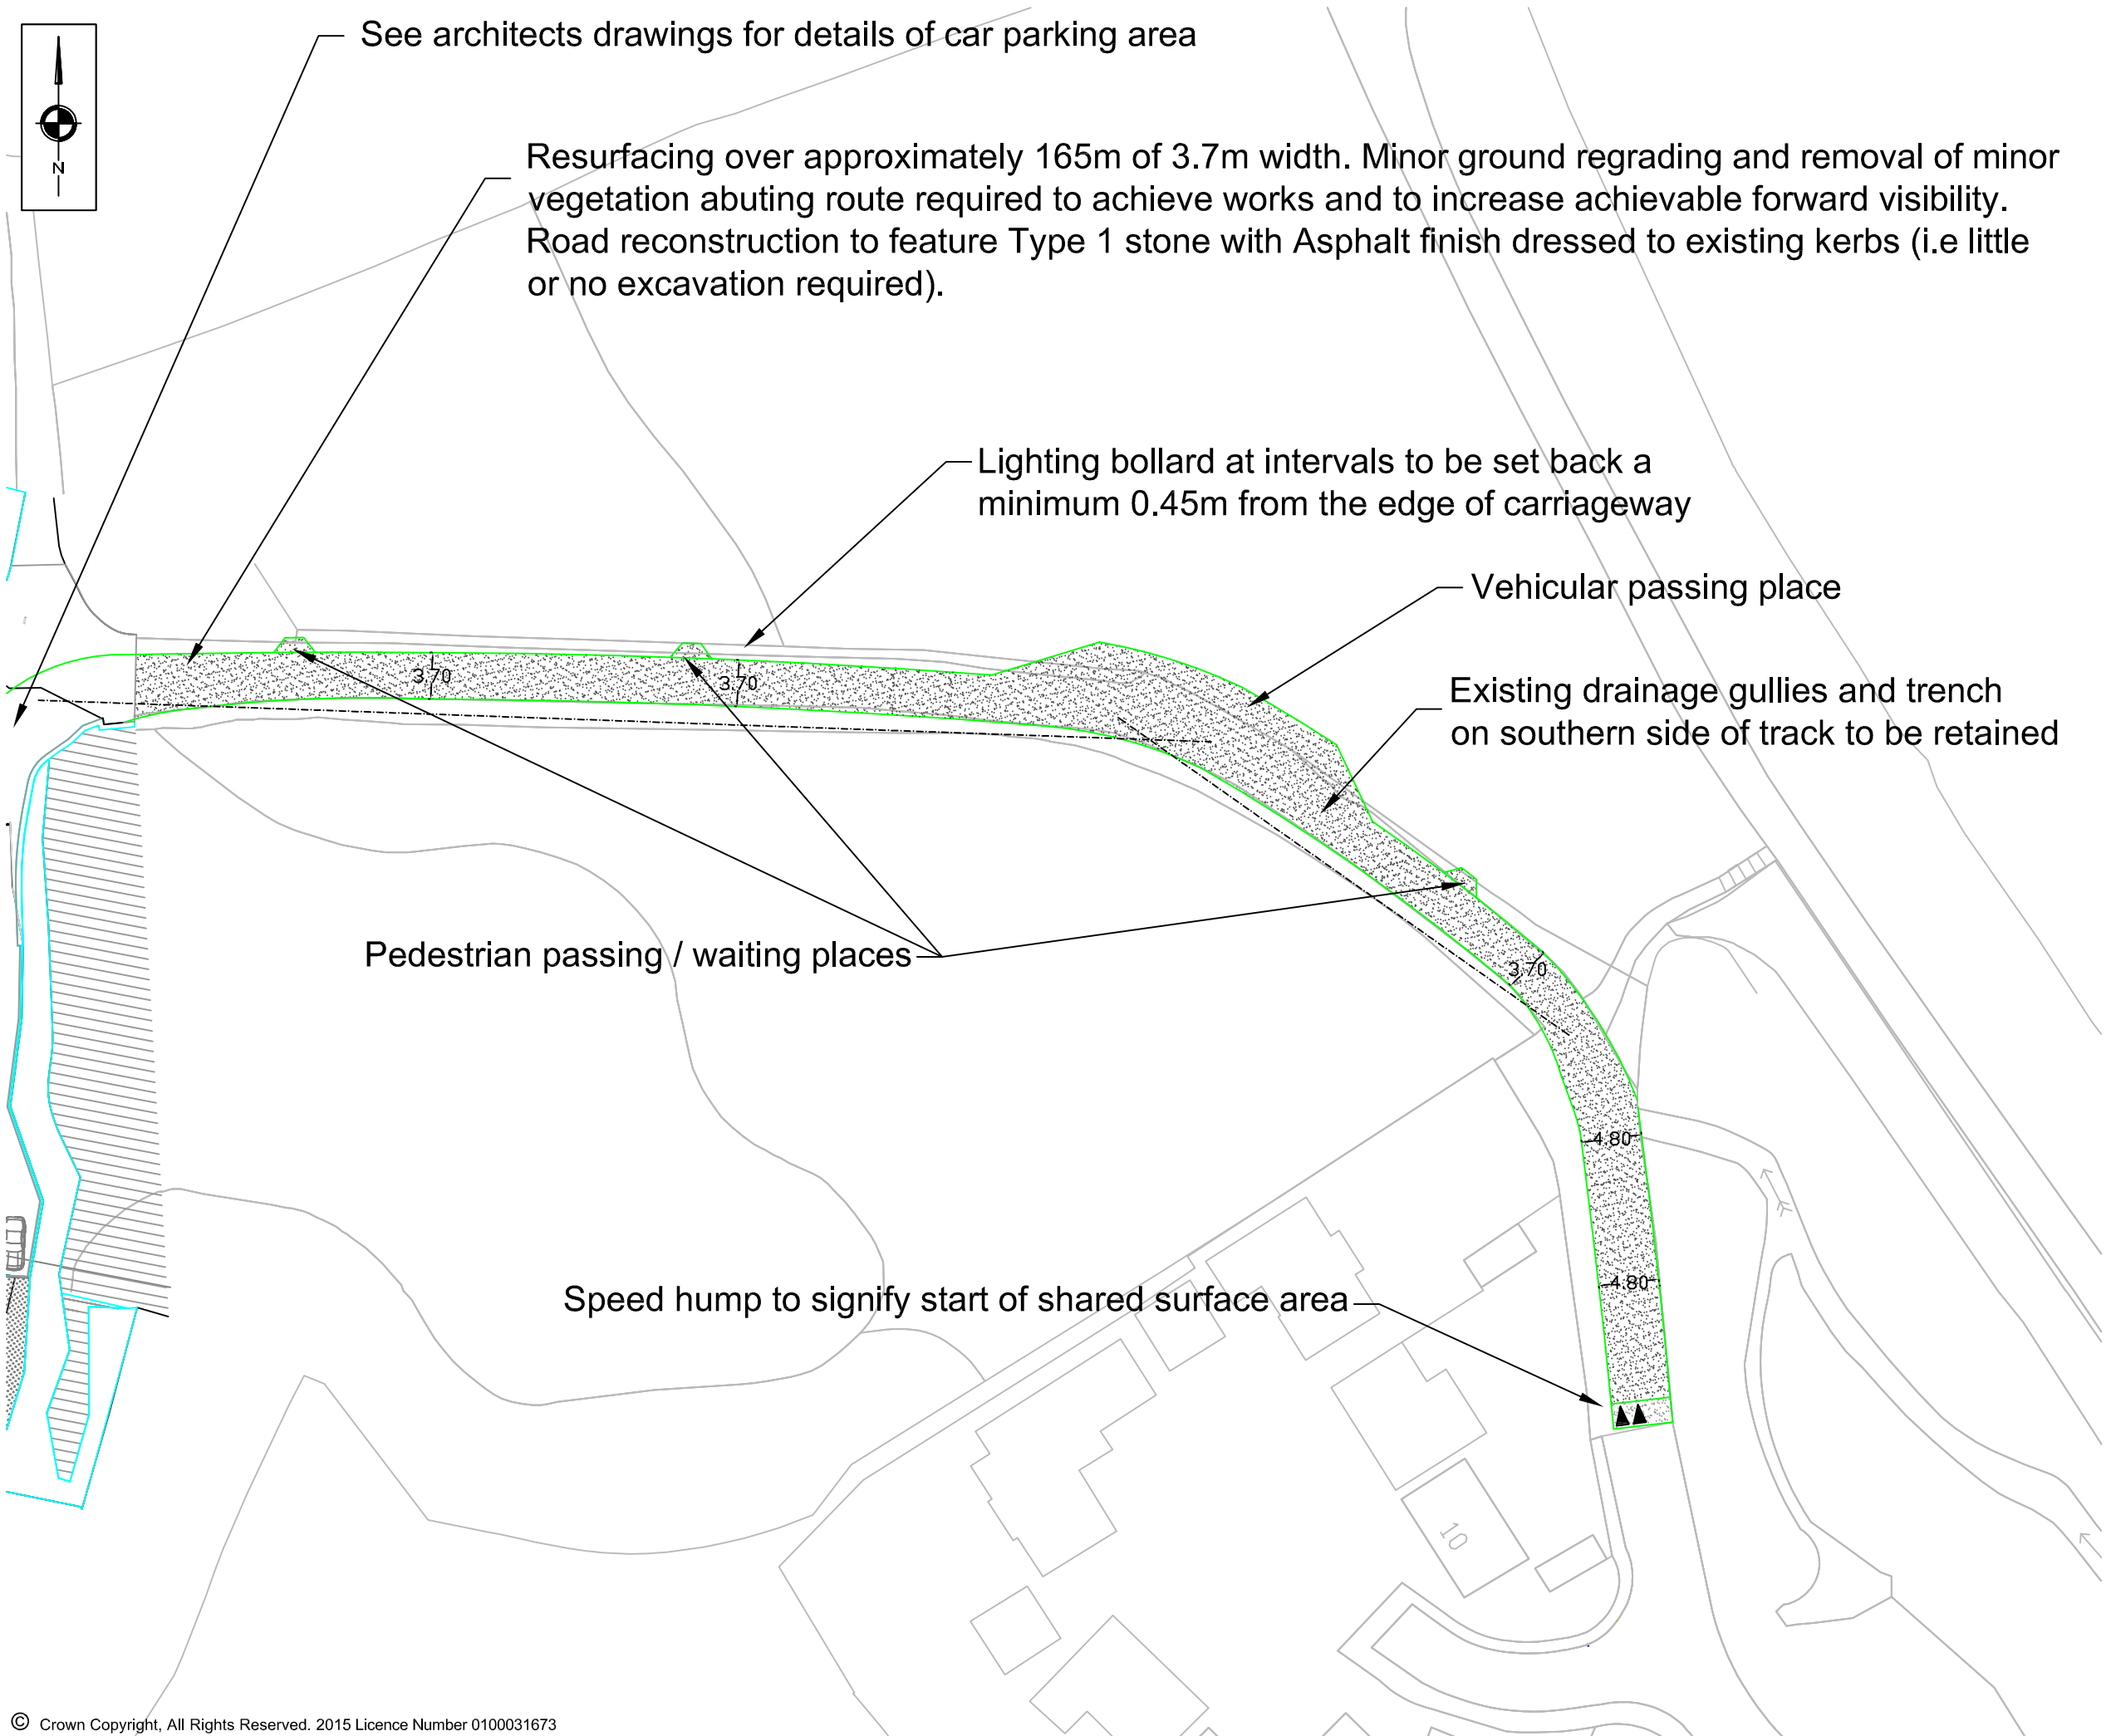 See architects drawings for details of car parking area
N
Resurfacing over approximately 165m of 3.7m width. Minor ground regrading and removal of minor
vegetation abuting route required to achieve works and to increase achievable forward visibility.
Road reconstruction to feature Type 1 stone with Asphalt finish dressed to existing kerbs (i.e little
or no excavation required).
Lighting bollard at intervals to be set back a
minimum 0.45m from the edge of carriageway
Vehicular passing place
3.70
3.70
Existing drainage gullies and trench
on southern side of track to be retained
Pedestrian passing / waiting places
3.70
4.80
4.80
Speed hump to signify start of shared surface area
10
© Crown Copyright, All Rights Reserved. 2015 Licence Number 0100031673